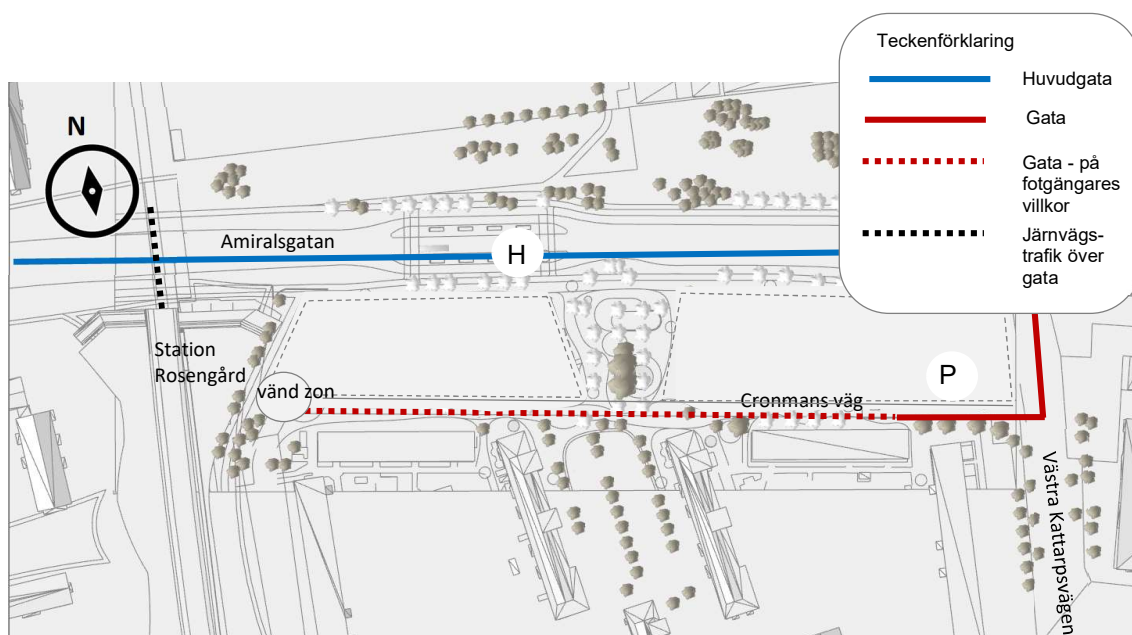 Teckenförklaring
Huvudgata
Gata
Gata - på
fotgängares
villkor
Järnvägs-
trafik över
gata
N
Amiralsgatan
H
Station
Rosengård
vänd zon
P
Cronmans väg
Västra Kattarpsvägen